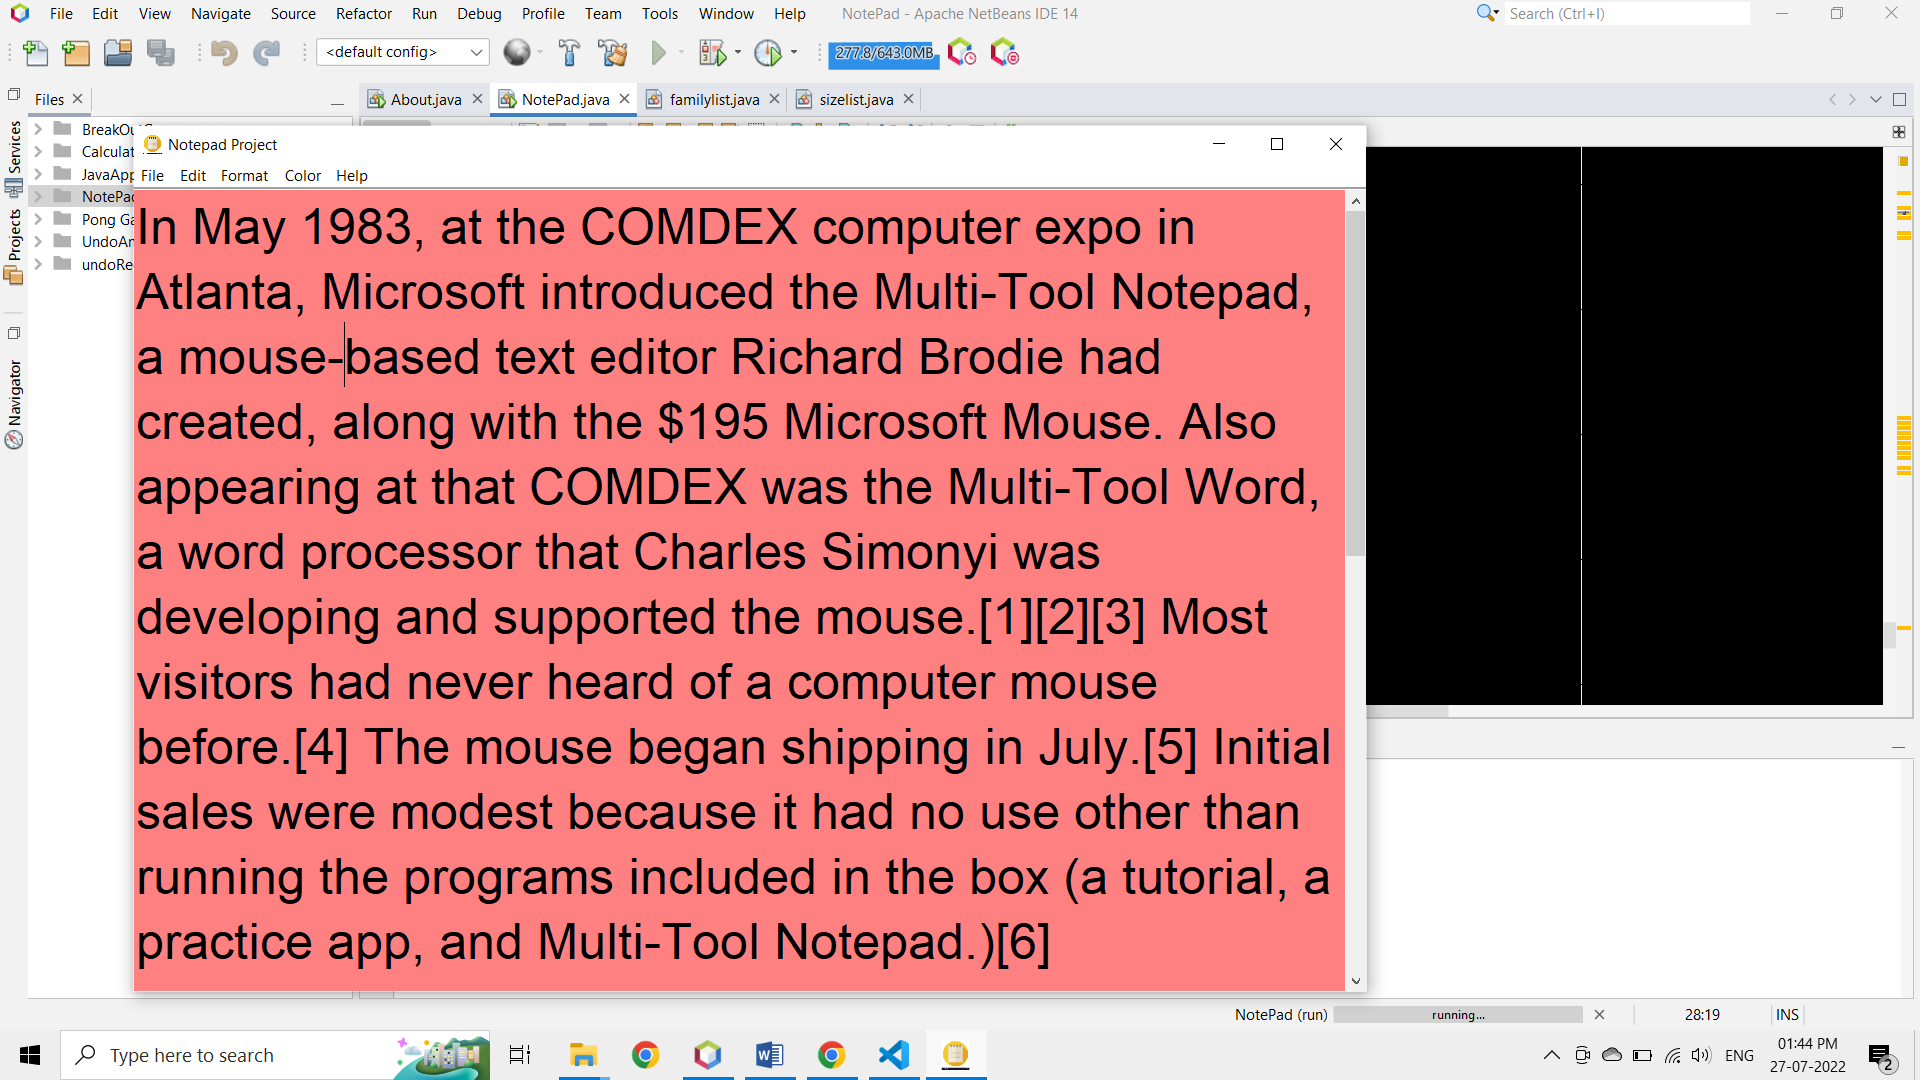 File Edit View Navigate Source Refactor Run Debug Profile Team Tools Window Help NotePad - Apache NetBeans IDE 14 Search (Ctrl+I)
<default config> 277.8/643.0MB
Files About.java NotePad.java familylist.java sizelist.java
Services
Projects
Navigator
Calculat
JavaApp
NotePad
Pong Ga
UndoAn
undoRe
Notepad Project
File Edit Format Color Help
In May 1983, at the COMDEX computer expo in
Atlanta, Microsoft introduced the Multi-Tool Notepad,
a mouse-based text editor Richard Brodie had
created, along with the $195 Microsoft Mouse. Also
appearing at that COMDEX was the Multi-Tool Word,
a word processor that Charles Simonyi was
developing and supported the mouse.[1][2][3] Most
visitors had never heard of a computer mouse
before.[4] The mouse began shipping in July.[5] Initial
sales were modest because it had no use other than
running the programs included in the box (a tutorial, a
practice app, and Multi-Tool Notepad.)[6]
NotePad (run) running... 28:19 INS
Type here to search
ENG
01:44 PM
27-07-2022
2